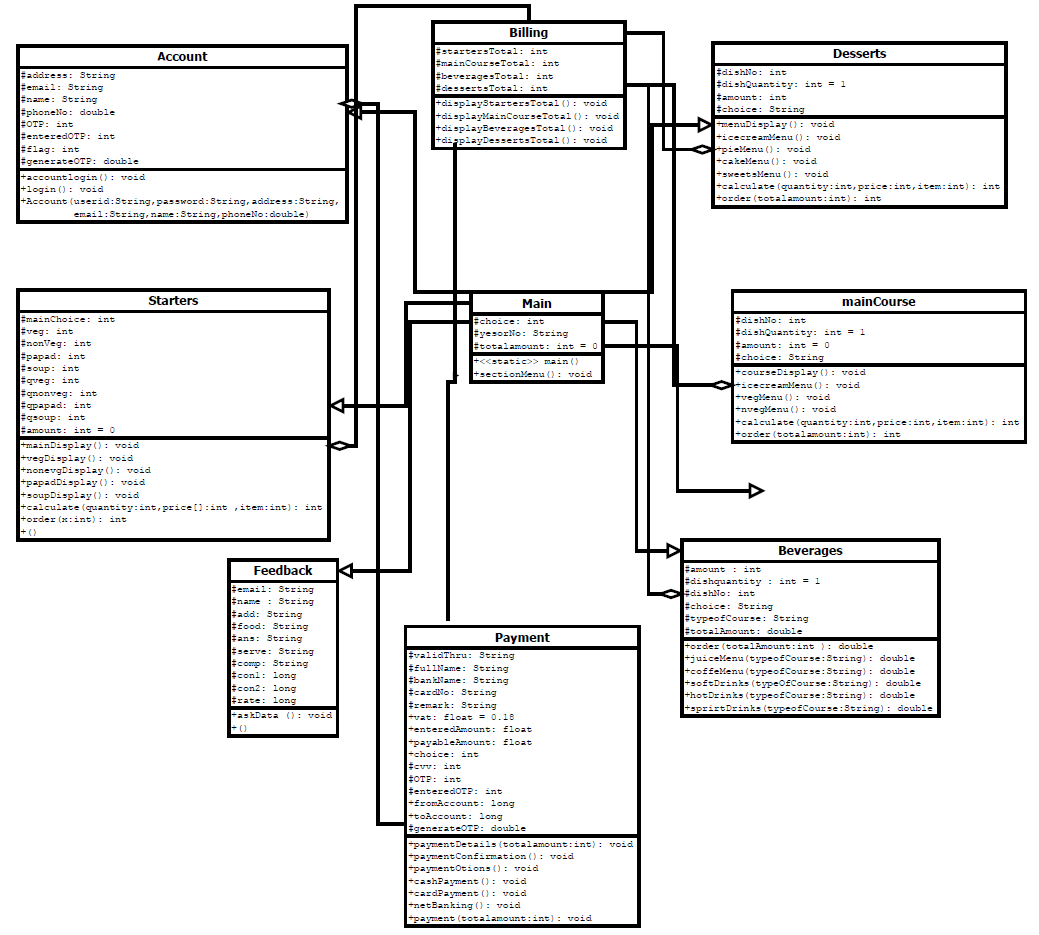 Billing
#startersTotal: int
#mainCourseTotal: int
#beveragesTotal: int
#dessertsTotal: int
+displayStartersTotal(): void
+displayMainCourseTotal(): void
+displayBeveragesTotal(): void
+displayDessertsTotal(): void
Account
#address: String
#email: String
#name: String
#phoneNo: double
#OTP: int
#enteredOTP: int
#flag: int
#generateOTP: double
+accountlogin(): void
+login(): void
+Account(userid:String,password:String,address:String,
email:String,name:String,phoneNo:double)
Desserts
#dishNo: int
#dishQuantity: int = 1
#amount: int
#choice: String
+menuDisplay(): void
+icecreamMenu(): void
+pieMenu(): void
+cakeMenu(): void
+sweetsMenu(): void
+calculate(quantity:int,price:int,item:int): int
+order(totalamount:int): int
Starters
#mainChoice: int
#veg: int
#nonVeg: int
#papad: int
#soup: int
#qveg: int
#qnonveg: int
#qpapad: int
#qsoup: int
#amount: int = 0
+mainDisplay(): void
+vegDisplay(): void
+nonevgDisplay(): void
+papadDisplay(): void
+soupDisplay(): void
+calculate(quantity:int,price[]:int ,item:int): int
+order(x:int): int
+()
Main
#choice: int
#yesorNo: String
#totalamount: int = 0
+<<static>> main()
+sectionMenu(): void
mainCourse
#dishNo: int
#dishQuantity: int = 1
#amount: int = 0
#choice: String
+courseDisplay(): void
+icecreamMenu(): void
+vegMenu(): void
+nvegMenu(): void
+calculate(quantity:int,price:int,item:int): int
+order(totalamount:int): int
Feedback
#email: String
#name : String
#add: String
#food: String
#ans: String
#serve: String
#comp: String
#con1: long
#con2: long
#rate: long
+askData (): void
+()
Beverages
#amount : int
#dishquantity : int = 1
#dishNo: int
#choice: String
#typeofCourse: String
#totalAmount: double
+order(totalAmount:int ): double
+juiceMenu(typeofCourse:String): double
+coffeMenu(typeofCourse:String): double
+softDrinks(typeOfCourse:String): double
+hotDrinks(typeofCourse:String): double
+sprirtDrinks(typeofCourse:String): double
Payment
#validThru: String
#fullName: String
#bankName: String
#cardNo: String
#remark: String
+vat: float = 0.18
+enteredAmount: float
+payableAmount: float
+choice: int
#cvv: int
#OTP: int
#enteredOTP: int
+fromAccount: long
+toAccount: long
#generateOTP: double
+paymentDetails(totalamount:int): void
+paymentConfirmation(): void
+paymentOtions(): void
+cashPayment(): void
+cardPayment(): void
+netBanking(): void
+payment(totalamount:int): void